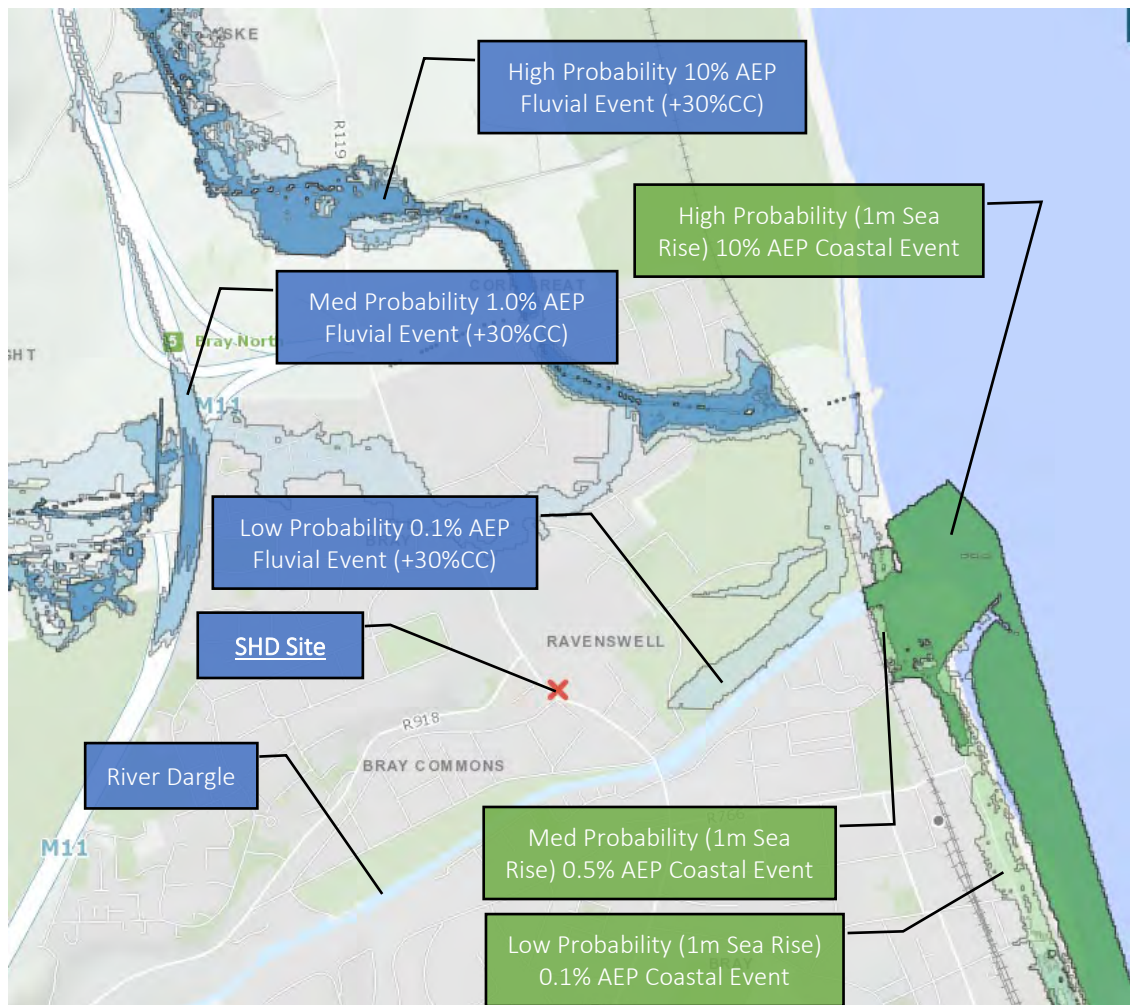 ASKE
High Probability 10% AEP
Fluvial Event (+30%CC)
R119
High Probability (1m Sea
Rise) 10% AEP Coastal Event
Med Probability 1.0% AEP
Fluvial Event (+30%CC)
5
Bray North
SHT
M11
Low Probability 0.1% AEP
Fluvial Event (+30%CC)
SHD Site
RAVENSWELL
R918
BRAY COMMONS
River Dargle
R766
M11
Med Probability (1m Sea
Rise) 0.5% AEP Coastal Event
Low Probability (1m Sea Rise)
0.1% AEP Coastal Event
BRAY